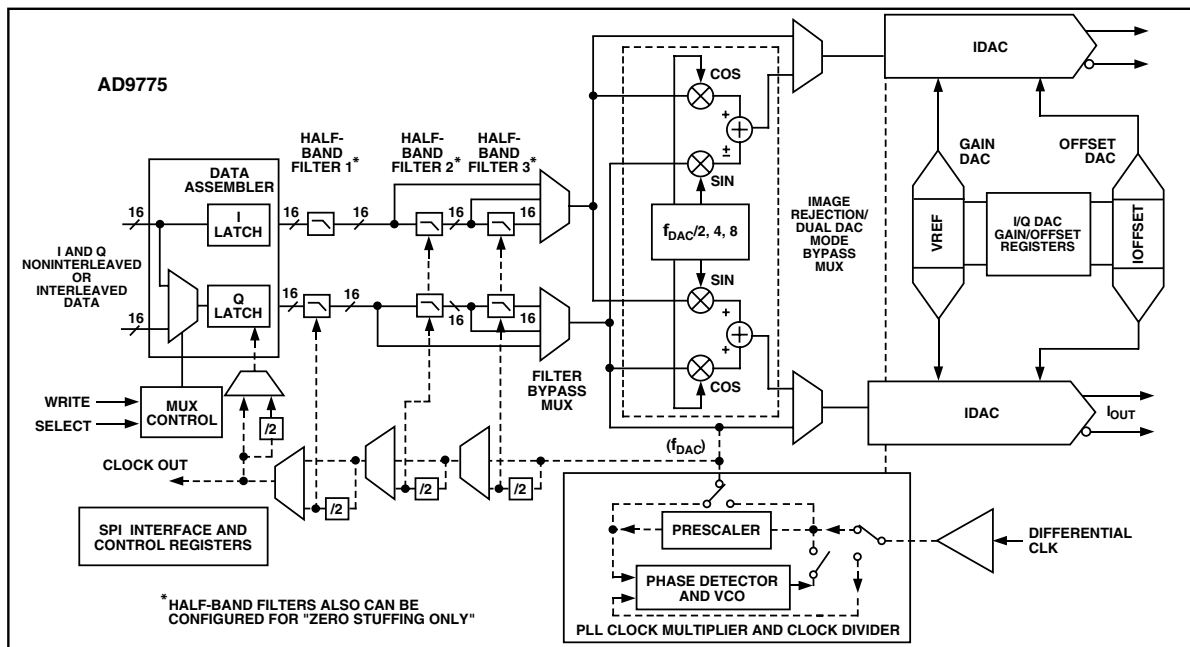 AD9775
HALF-
BAND
FILTER 1*
HALF-
BAND
FILTER 2*
HALF-
BAND
FILTER 3*
DATA
ASSEMBLER
I
LATCH
Q
LATCH
16
16
16
16
16
16
16
16
16
16
I AND Q
NONINTERLEAVED
OR
INTERLEAVED
DATA
WRITE
SELECT
MUX
CONTROL
CLOCK OUT
/2
/2
/2
/2
SPI INTERFACE AND
CONTROL REGISTERS
*HALF-BAND FILTERS ALSO CAN BE
CONFIGURED FOR "ZERO STUFFING ONLY"
FILTER
BYPASS
MUX
COS
+
±
SIN
fDAC/2, 4, 8
SIN
+
+
COS
IMAGE
REJECTION/
DUAL DAC
MODE
BYPASS
MUX
(fDAC)
PRESCALER
PHASE DETECTOR
AND VCO
PLL CLOCK MULTIPLIER AND CLOCK DIVIDER
DIFFERENTIAL
CLK
IDAC
GAIN
DAC
OFFSET
DAC
VREF
I/Q DAC
GAIN/OFFSET
REGISTERS
IOFFSET
IDAC
IOUT